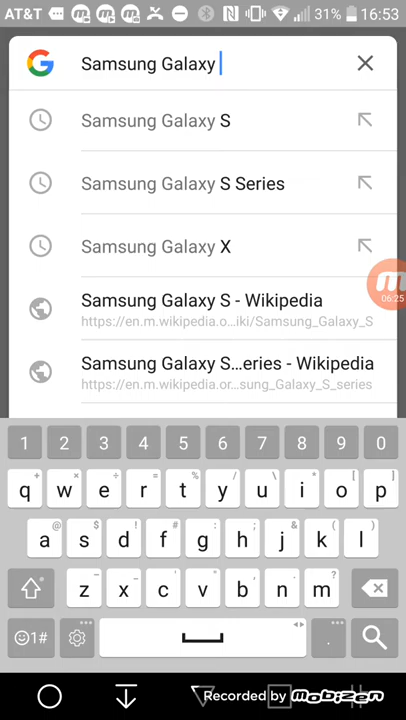 AT&T 31% 16:53
Samsung Galaxy
Samsung Galaxy S
Samsung Galaxy S Series
Samsung Galaxy X
06:25
Samsung Galaxy S - Wikipedia
https://en.m.wikipedia.o...iki/Samsung_Galaxy_S
Samsung Galaxy S...eries - Wikipedia
https://en.m.wikipedia.or...sung_Galaxy_S_series
1 2 3 4 5 6 7 8 9 0
q w e r t y u i o p
a s d f g h j k l
z x c v b n m
1# .
Recorded by Mobizen